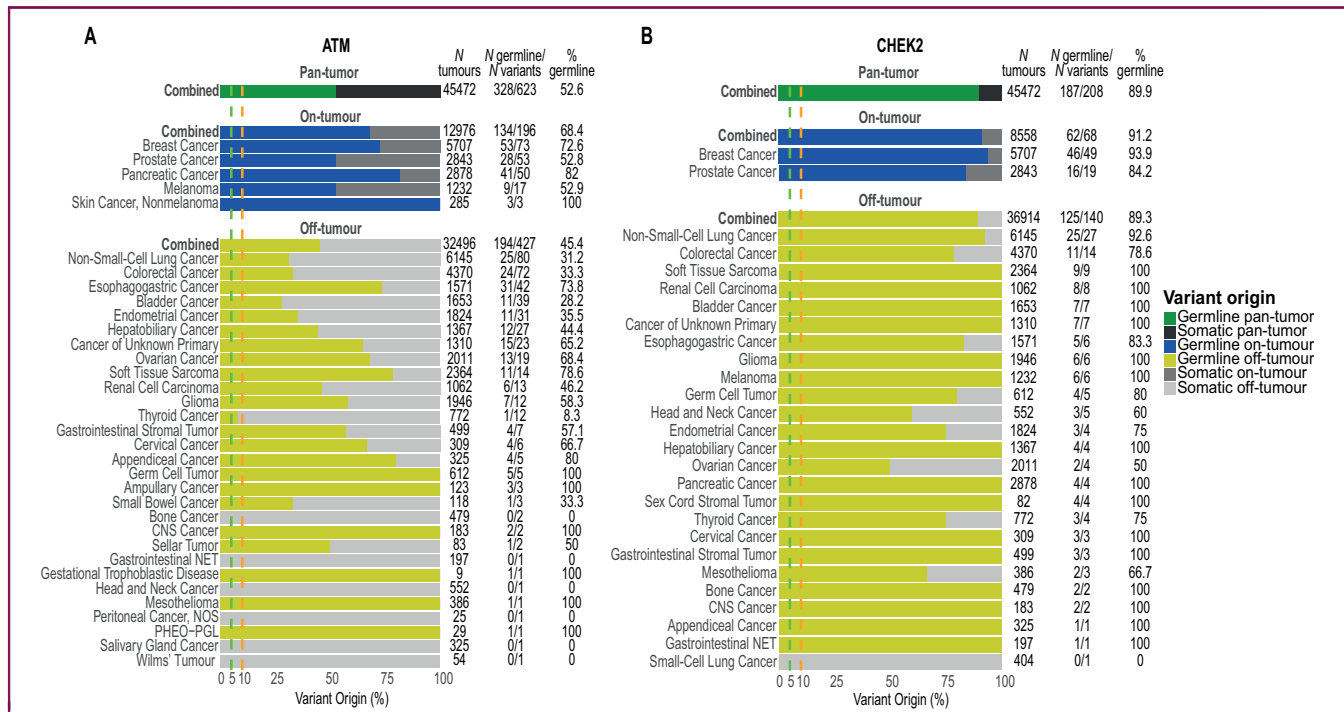 A
ATM
N tumours
N germline/ N variants
% germline
Pan-tumor
Combined 45472 328/623 52.6
On-tumour
Combined 12976 134/196 68.4
Breast Cancer 5707 53/73 72.6
Prostate Cancer 2843 28/53 52.8
Pancreatic Cancer 2878 41/50 82
Melanoma 1232 9/17 52.9
Skin Cancer, Nonmelanoma 285 3/3 100
Off-tumour
Combined 32496 194/427 45.4
Non-Small-Cell Lung Cancer 6145 25/80 31.2
Colorectal Cancer 4370 24/72 33.3
Esophagogastric Cancer 1571 31/42 73.8
Bladder Cancer 1653 11/39 28.2
Endometrial Cancer 1824 11/31 35.5
Hepatobiliary Cancer 1367 12/27 44.4
Cancer of Unknown Primary 1310 15/23 65.2
Ovarian Cancer 2011 13/19 68.4
Soft Tissue Sarcoma 2364 11/14 78.6
Renal Cell Carcinoma 1062 6/13 46.2
Glioma 1946 7/12 58.3
Thyroid Cancer 772 1/12 8.3
Gastrointestinal Stromal Tumor 499 4/7 57.1
Cervical Cancer 309 4/6 66.7
Appendiceal Cancer 325 4/5 80
Germ Cell Tumor 612 5/5 100
Ampullary Cancer 123 3/3 100
Small Bowel Cancer 118 1/3 33.3
Bone Cancer 479 0/2 0
CNS Cancer 183 2/2 100
Sellar Tumor 83 1/2 50
Gastrointestinal NET 197 0/1 0
Gestational Trophoblastic Disease 9 1/1 100
Head and Neck Cancer 552 0/1 0
Mesothelioma 386 1/1 100
Peritoneal Cancer, NOS 25 0/1 0
PHEO−PGL 29 1/1 100
Salivary Gland Cancer 325 0/1 0
Wilms' Tumour 54 0/1 0
0 5 10 25 50 75 100
Variant Origin (%)
B
CHEK2
N tumours
N germline/ N variants
% germline
Pan-tumor
Combined 45472 187/208 89.9
On-tumour
Combined 8558 62/68 91.2
Breast Cancer 5707 46/49 93.9
Prostate Cancer 2843 16/19 84.2
Off-tumour
Combined 36914 125/140 89.3
Non-Small-Cell Lung Cancer 6145 25/27 92.6
Colorectal Cancer 4370 11/14 78.6
Soft Tissue Sarcoma 2364 9/9 100
Renal Cell Carcinoma 1062 8/8 100
Bladder Cancer 1653 7/7 100
Cancer of Unknown Primary 1310 7/7 100
Esophagogastric Cancer 1571 5/6 83.3
Glioma 1946 6/6 100
Melanoma 1232 6/6 100
Germ Cell Tumor 612 4/5 80
Head and Neck Cancer 552 3/5 60
Endometrial Cancer 1824 3/4 75
Hepatobiliary Cancer 1367 4/4 100
Ovarian Cancer 2011 2/4 50
Pancreatic Cancer 2878 4/4 100
Sex Cord Stromal Tumor 82 4/4 100
Thyroid Cancer 772 3/4 75
Cervical Cancer 309 3/3 100
Gastrointestinal Stromal Tumor 499 3/3 100
Mesothelioma 386 2/3 66.7
Bone Cancer 479 2/2 100
CNS Cancer 183 2/2 100
Appendiceal Cancer 325 1/1 100
Gastrointestinal NET 197 1/1 100
Small-Cell Lung Cancer 404 0/1 0
0 5 10 25 50 75 100
Variant Origin (%)
Variant origin
Germline pan-tumor
Somatic pan-tumor
Germline on-tumour
Germline off-tumour
Somatic on-tumour
Somatic off-tumour